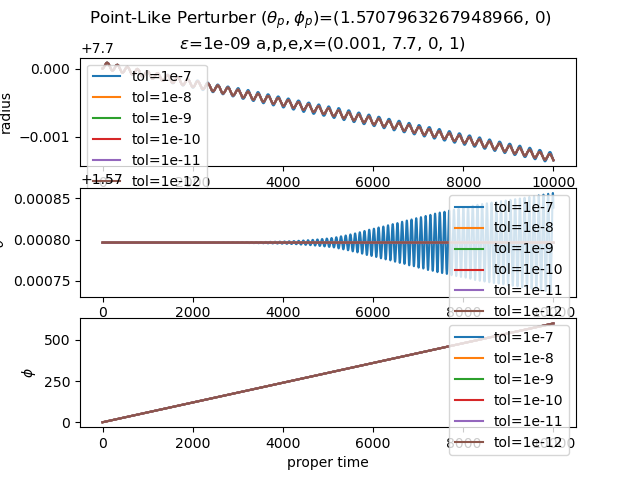 Point-Like Perturber (θₚ, ϕₚ)=(1.5707963267948966, 0)
ε=1e-09 a,p,e,x=(0.001, 7.7, 0, 1)
+7.7
0.000
−0.001
radius
tol=1e-7
tol=1e-8
tol=1e-9
tol=1e-10
tol=1e-11
tol=1e-12
4000
6000
8000
10000
+1.57
0.00085
0.00080
0.00075
tol=1e-7
tol=1e-8
tol=1e-9
tol=1e-10
tol=1e-11
tol=1e-12
0
2000
4000
6000
8000
500
250
0
ϕ
tol=1e-7
tol=1e-8
tol=1e-9
tol=1e-10
tol=1e-11
tol=1e-12
0
2000
4000
6000
8000
10000
proper time